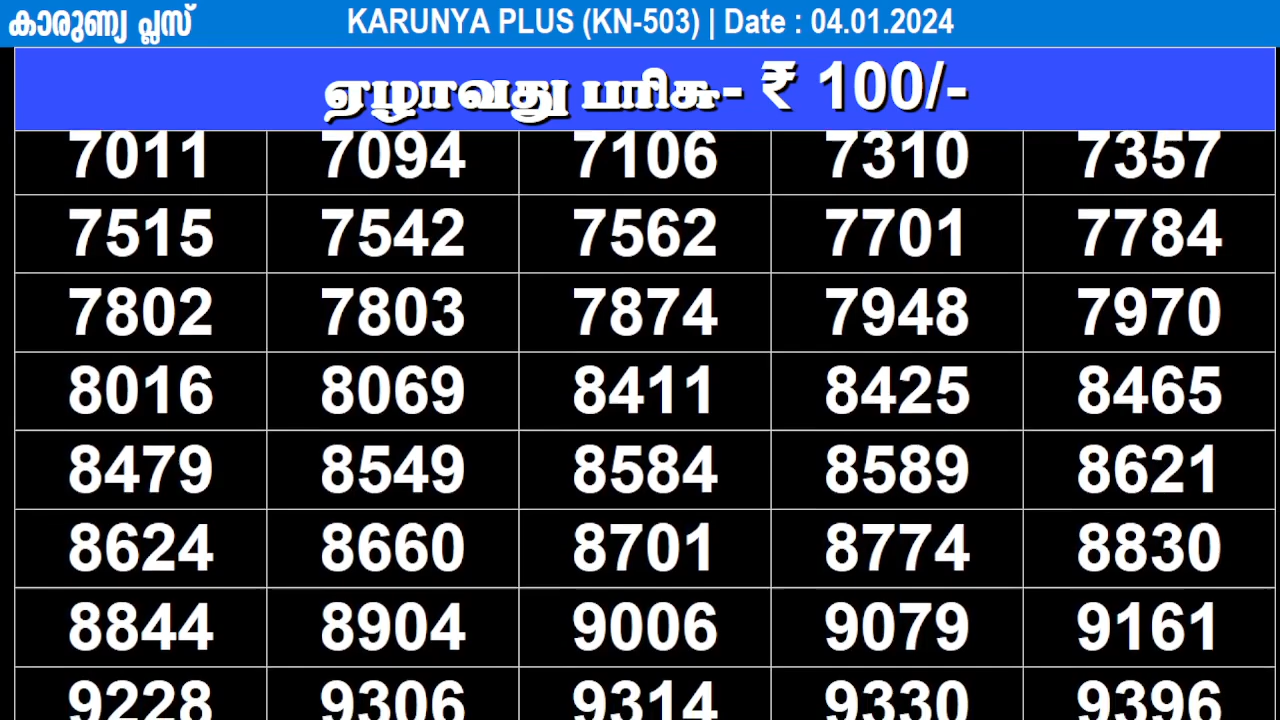 കാരുണ്യ പ്ലസ് KARUNYA PLUS (KN-503) | Date : 04.01.2024
ஏழாவது பரிசு- ₹ 100/-
7011 7094 7106 7310 7357
7515 7542 7562 7701 7784
7802 7803 7874 7948 7970
8016 8069 8411 8425 8465
8479 8549 8584 8589 8621
8624 8660 8701 8774 8830
8844 8904 9006 9079 9161
9228 9306 9314 9330 9396